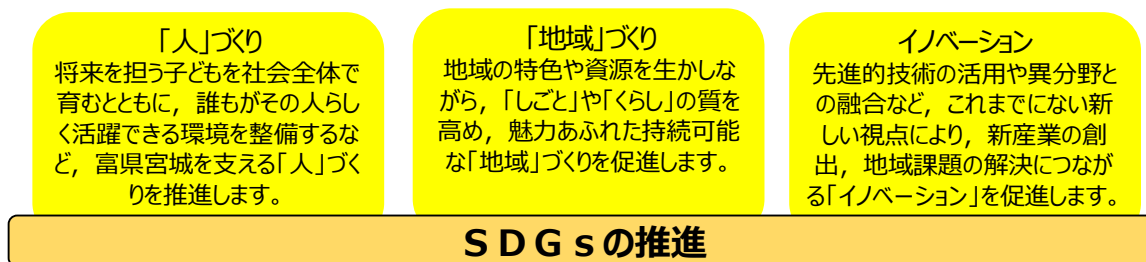 「人」づくり
将来を担う子どもを社会全体で
育むとともに，誰もがその人らし
く活躍できる環境を整備するな
ど，富県宮城を支える「人」づく
りを推進します。
「地域」づくり
地域の特色や資源を生かしな
がら，「しごと」や「くらし」の質を
高め，魅力あふれた持続可能
な「地域」づくりを促進します。
イノベーション
先進的技術の活用や異分野と
の融合など，これまでにない新
しい視点により，新産業の創
出，地域課題の解決につなが
る「イノベーション」を促進します。
ＳＤＧｓの推進